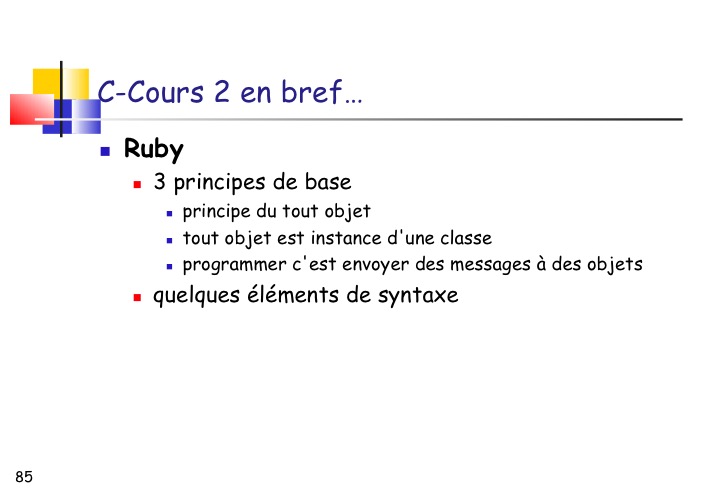 C-Cours 2 en bref…
Ruby
3 principes de base
principe du tout objet
tout objet est instance d'une classe
programmer c'est envoyer des messages à des objets
quelques éléments de syntaxe
85